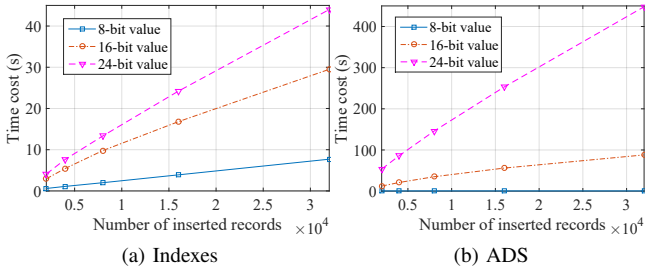 40
30
20
10
0
Time cost (s)
8-bit value
16-bit value
24-bit value
0.5 1 1.5 2 2.5 3
Number of inserted records ×10^4
(a) Indexes
400
300
200
100
0
Time cost (s)
8-bit value
16-bit value
24-bit value
0.5 1 1.5 2 2.5 3
Number of inserted records ×10^4
(b) ADS